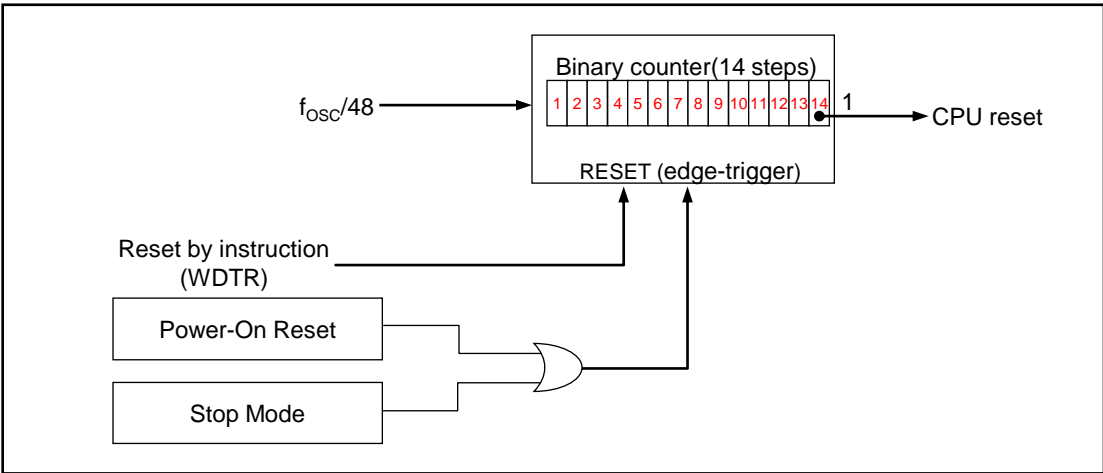 Binary counter(14 steps)
1 2 3 4 5 6 7 8 9 10 11 12 13 14
1
f_OSC/48
CPU reset
RESET (edge-trigger)
Reset by instruction
(WDTR)
Power-On Reset
Stop Mode